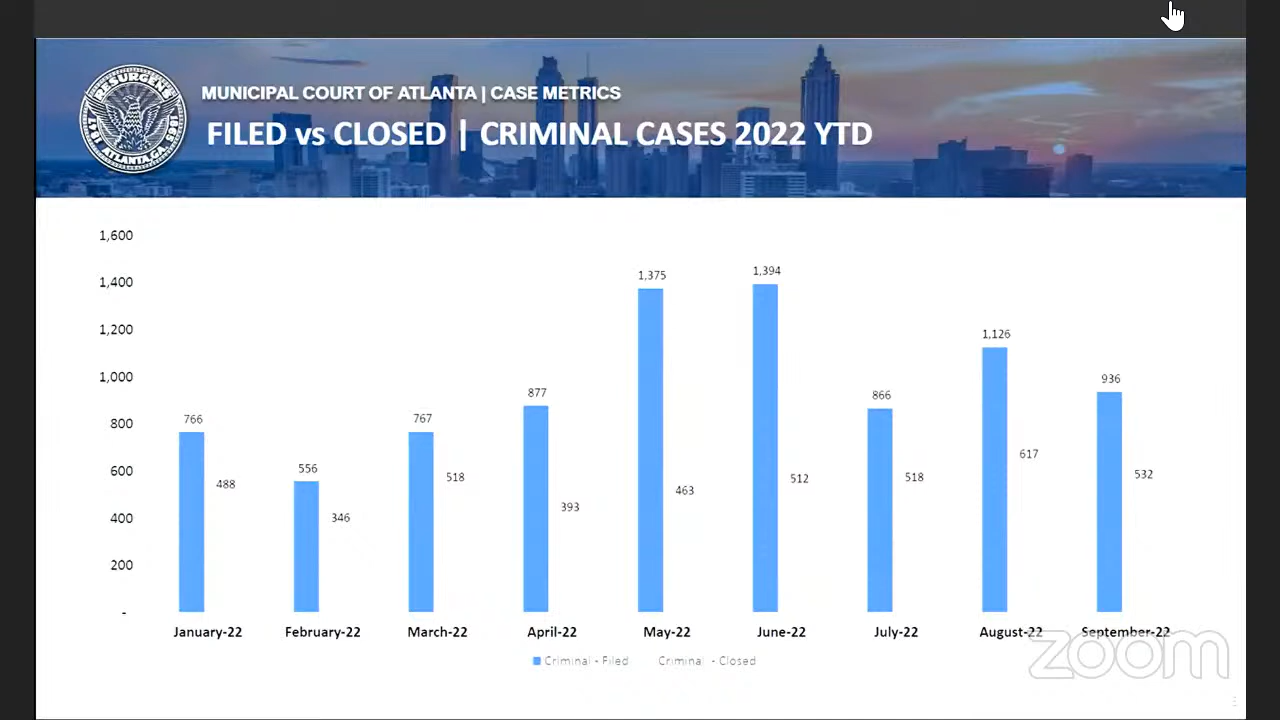 RESURGENS
1847 1865
ATLANTA, GA.
MUNICIPAL COURT OF ATLANTA | CASE METRICS
FILED vs CLOSED | CRIMINAL CASES 2022 YTD
1,600
1,400
1,200
1,000
800
600
400
200
-
766
488
556
346
767
518
877
393
1,375
463
1,394
512
866
518
1,126
617
936
532
January-22
February-22
March-22
April-22
May-22
June-22
July-22
August-22
September-22
Criminal - Filed
Criminal - Closed
zoom